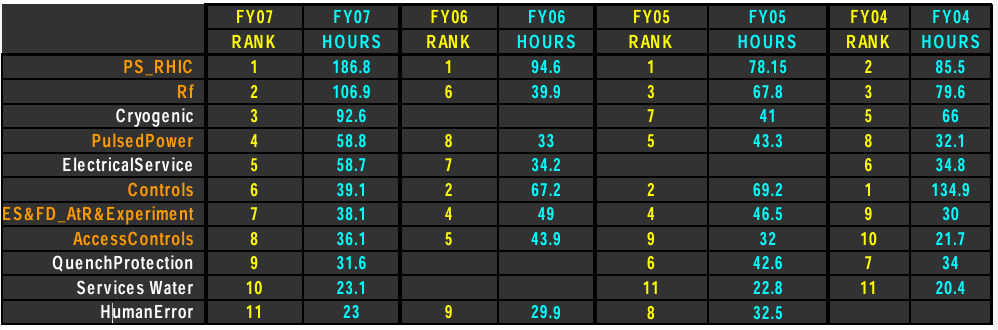 FY07 FY07 FY06 FY06 FY05 FY05 FY04 FY04
RANK HOURS RANK HOURS RANK HOURS RANK HOURS
PS_RHIC 1 186.8 1 94.6 1 78.15 2 85.5
Rf 2 106.9 6 39.9 3 67.8 3 79.6
Cryogenic 3 92.6 7 41 5 66
PulsedPower 4 58.8 8 33 5 43.3 8 32.1
ElectricalService 5 58.7 7 34.2 6 34.8
Controls 6 39.1 2 67.2 2 69.2 1 134.9
ES&FD_AtR&Experiment 7 38.1 4 49 4 46.5 9 30
AccessControls 8 36.1 5 43.9 9 32 10 21.7
QuenchProtection 9 31.6 6 42.6 7 34
Services Water 10 23.1 11 22.8 11 20.4
HumanError 11 23 9 29.9 8 32.5